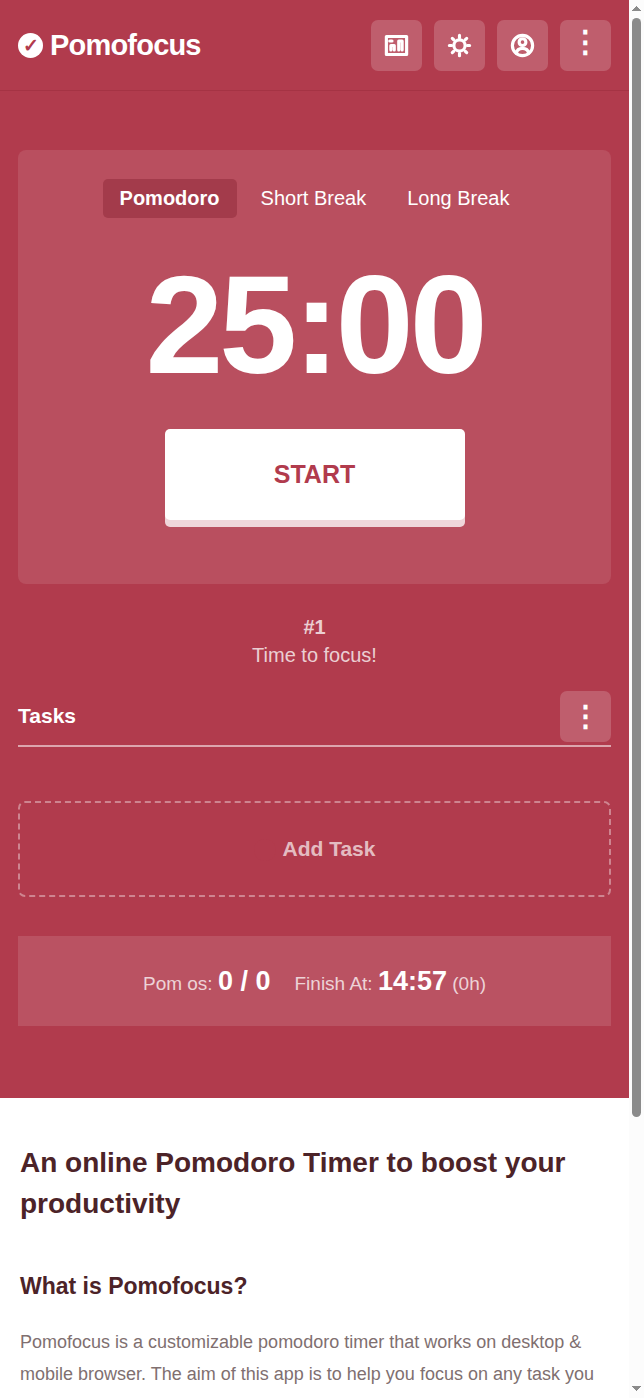 Pomofocus
Pomodoro Short Break Long Break
25:00
START
#1
Time to focus!
Tasks
Add Task
Pom os: 0 / 0 Finish At: 14:57 (0h)
An online Pomodoro Timer to boost your
productivity
What is Pomofocus?
Pomofocus is a customizable pomodoro timer that works on desktop &
mobile browser. The aim of this app is to help you focus on any task you